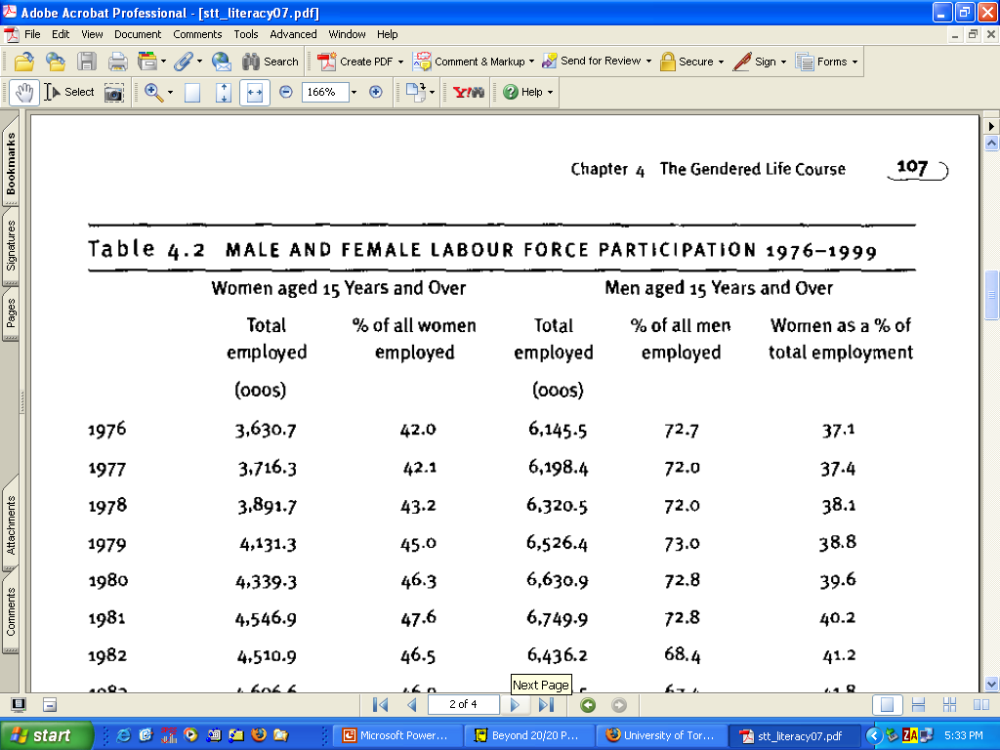 Adobe Acrobat Professional - [stt_literacy07.pdf]
File Edit View Document Comments Tools Advanced Window Help
Search Create PDF Comment & Markup Send for Review Secure Sign Forms
Select 166% Y! Help
Bookmarks
Signatures
Pages
Attachments
Comments
Chapter 4 The Gendered Life Course 107
Table 4.2 MALE AND FEMALE LABOUR FORCE PARTICIPATION 1976–1999
Women aged 15 Years and Over Men aged 15 Years and Over
Total % of all women Total % of all men Women as a % of
employed employed employed employed total employment
(000s) (000s)
1976 3,630.7 42.0 6,145.5 72.7 37.1
1977 3,716.3 42.1 6,198.4 72.0 37.4
1978 3,891.7 43.2 6,320.5 72.0 38.1
1979 4,131.3 45.0 6,526.4 73.0 38.8
1980 4,339.3 46.3 6,630.9 72.8 39.6
1981 4,546.9 47.6 6,749.9 72.8 40.2
1982 4,510.9 46.5 6,436.2 68.4 41.2
Next Page
2 of 4
start Microsoft Power... Beyond 20/20 P... University of Tor... stt_literacy07.pdf ZA 5:33 PM